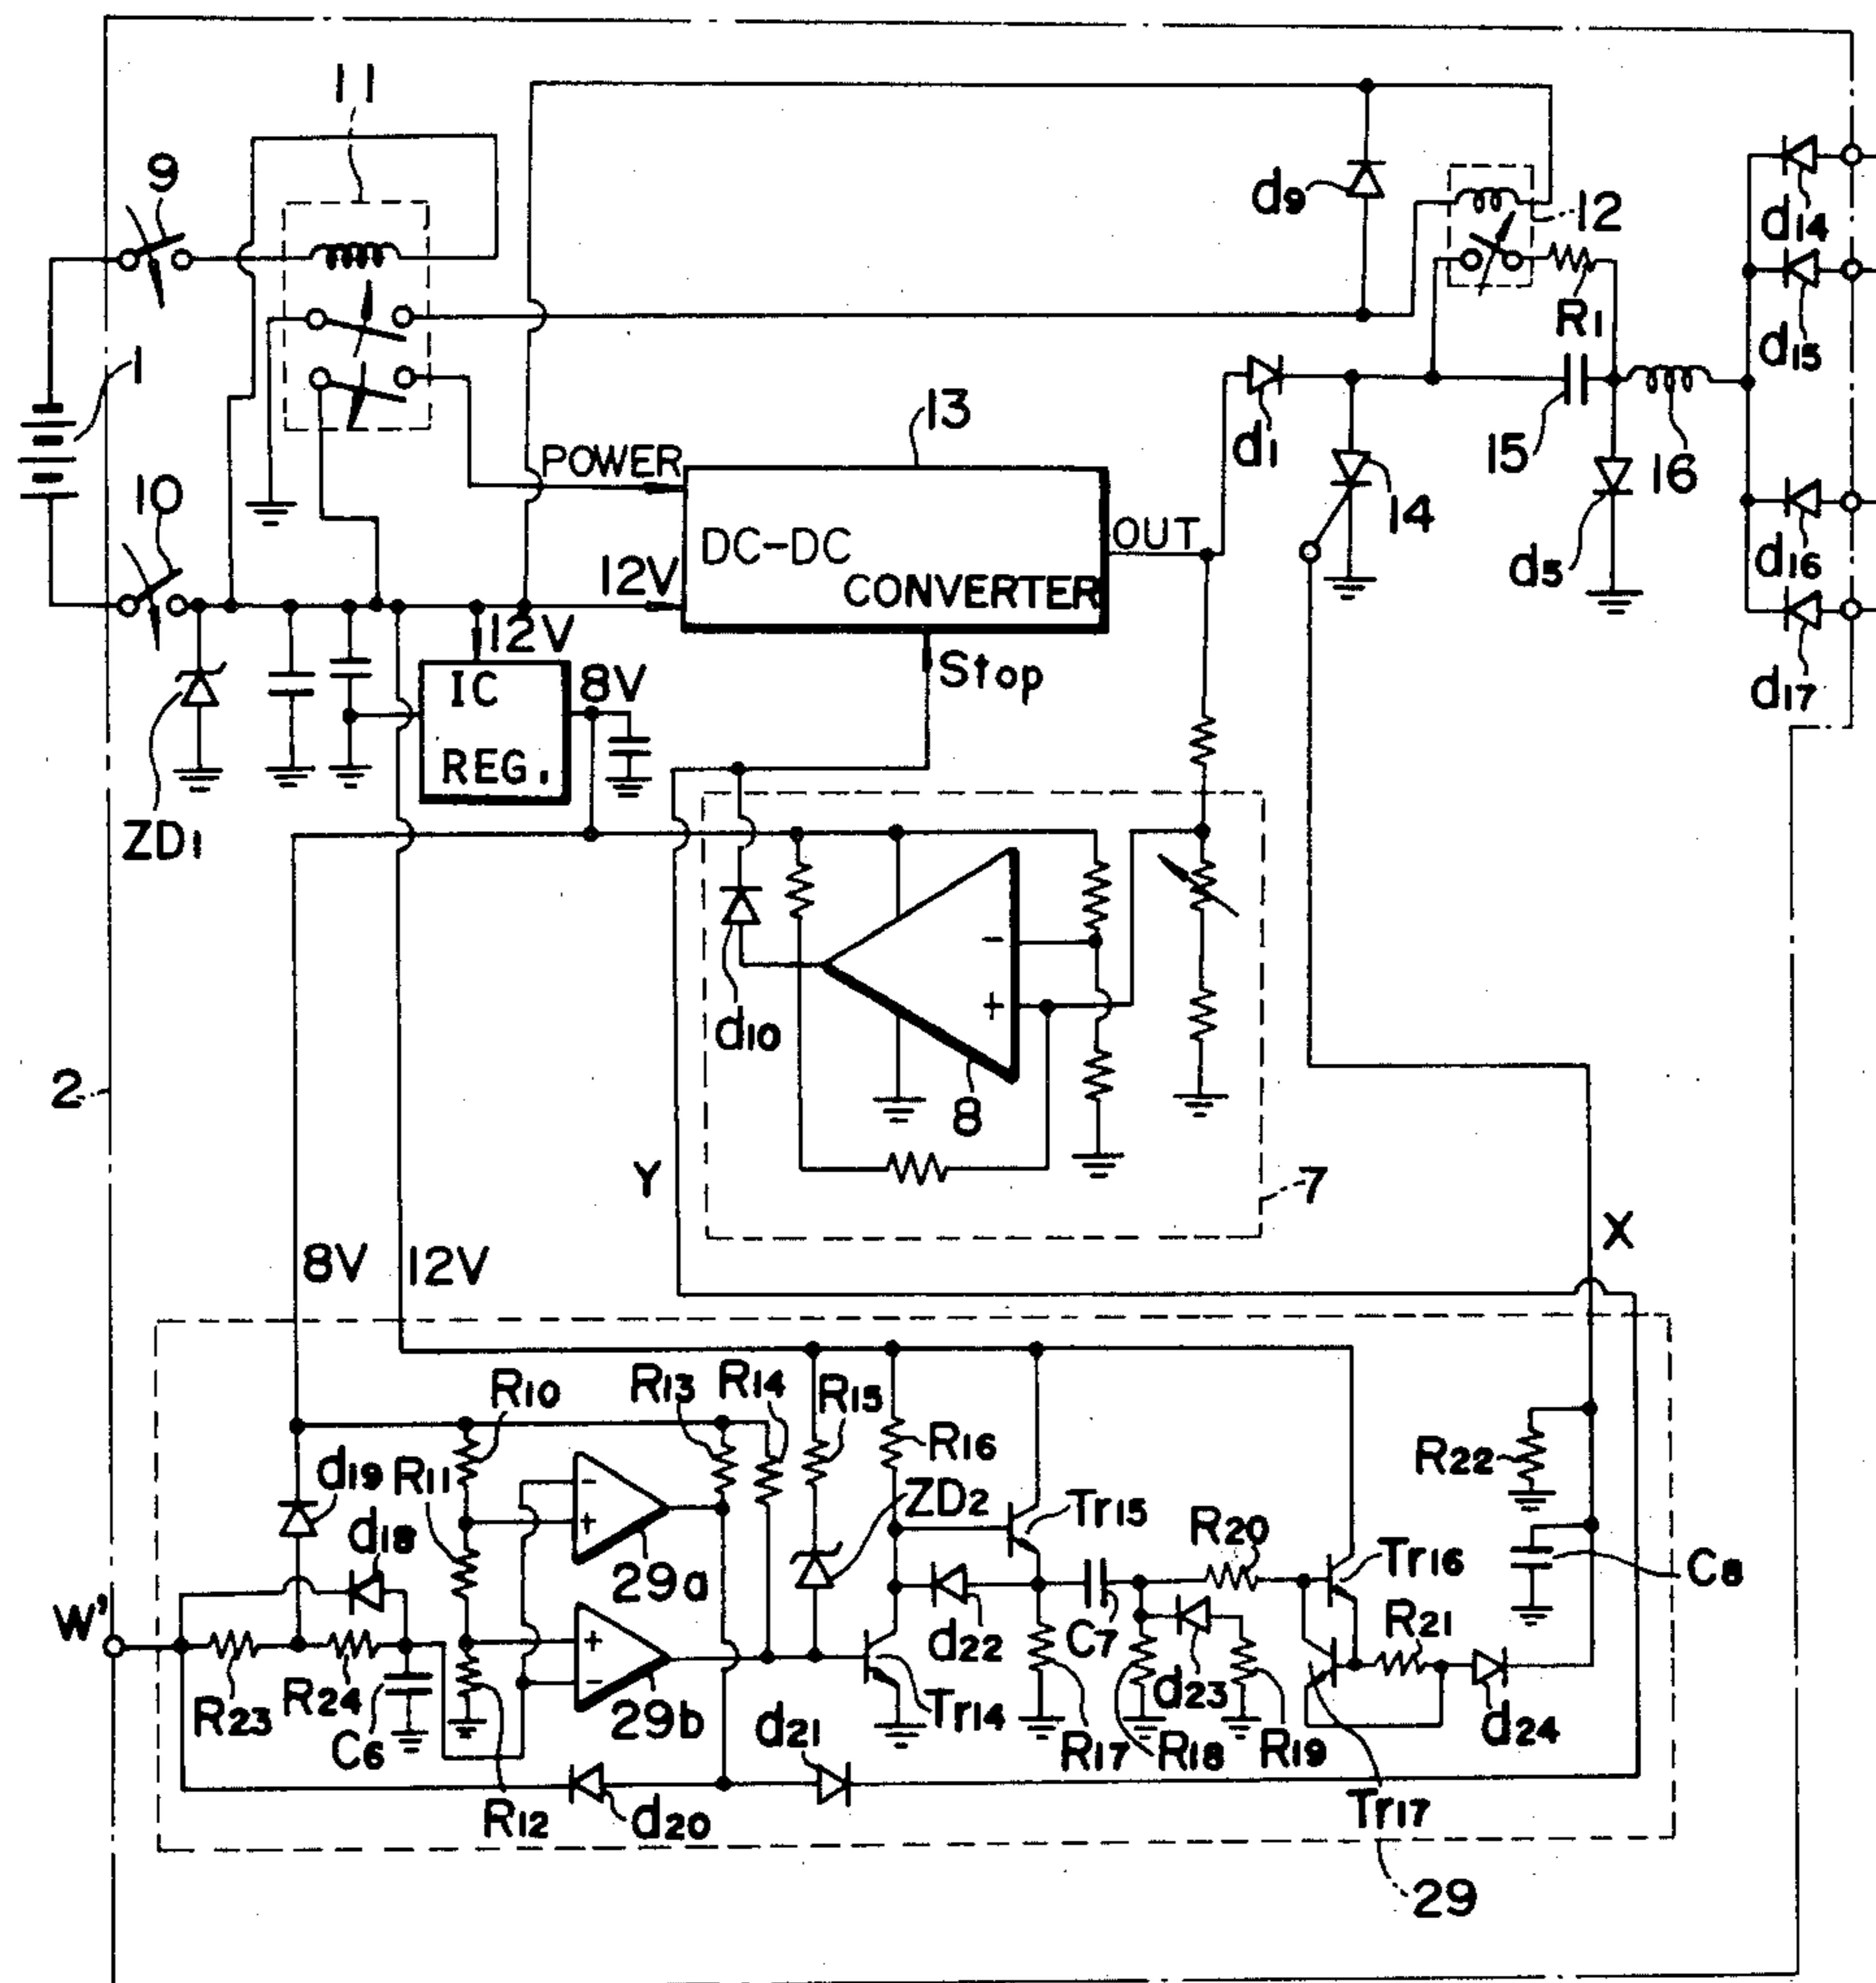 11
9
d9
12
d14
R1
d15
1
13
d1
POWER
15
16
14
10
OUT
DC-DC
d16
12V
d5
CONVERTER
12V
Stop
IC
8V
d17
REG.
ZD1
-
+
d10
2
8
Y
7
X
8V
12V
R10
R13
R14
R15
R16
R22
d19
R11
ZD2
-
d18
Tr15
+
R20
29a
Tr16
C8
W'
R21
+
d22
C7
-
R23
R24
d23
Tr14
29b
d24
C6
d21
R17
R18
R19
R12
d20
Tr17
29